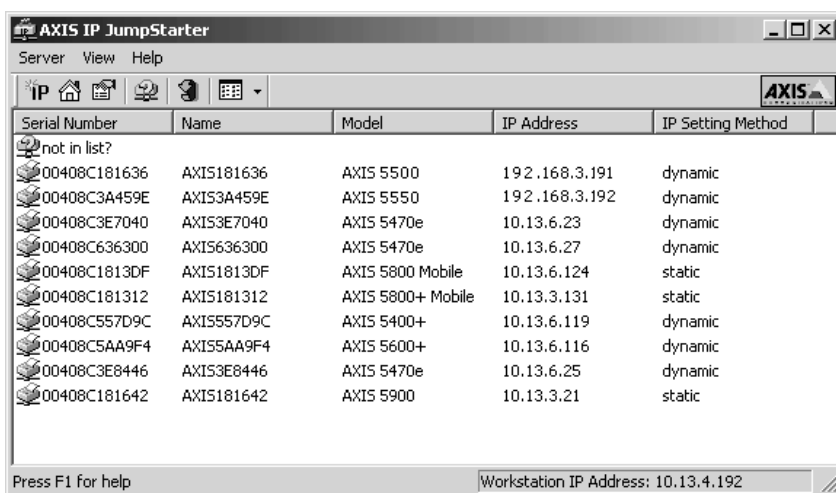 AXIS IP JumpStarter
Server View Help
IP AXIS
Serial Number Name Model IP Address IP Setting Method
not in list?
00408C181636 AXIS181636 AXIS 5500 192.168.3.191 dynamic
00408C3A459E AXIS3A459E AXIS 5550 192.168.3.192 dynamic
00408C3E7040 AXIS3E7040 AXIS 5470e 10.13.6.23 dynamic
00408C636300 AXIS636300 AXIS 5470e 10.13.6.27 dynamic
00408C1813DF AXIS1813DF AXIS 5800 Mobile 10.13.6.124 static
00408C181312 AXIS181312 AXIS 5800+ Mobile 10.13.3.131 static
00408C557D9C AXIS557D9C AXIS 5400+ 10.13.6.119 dynamic
00408C5AA9F4 AXIS5AA9F4 AXIS 5600+ 10.13.6.116 dynamic
00408C3E8446 AXIS3E8446 AXIS 5470e 10.13.6.25 dynamic
00408C181642 AXIS181642 AXIS 5900 10.13.3.21 static
Press F1 for help Workstation IP Address: 10.13.4.192